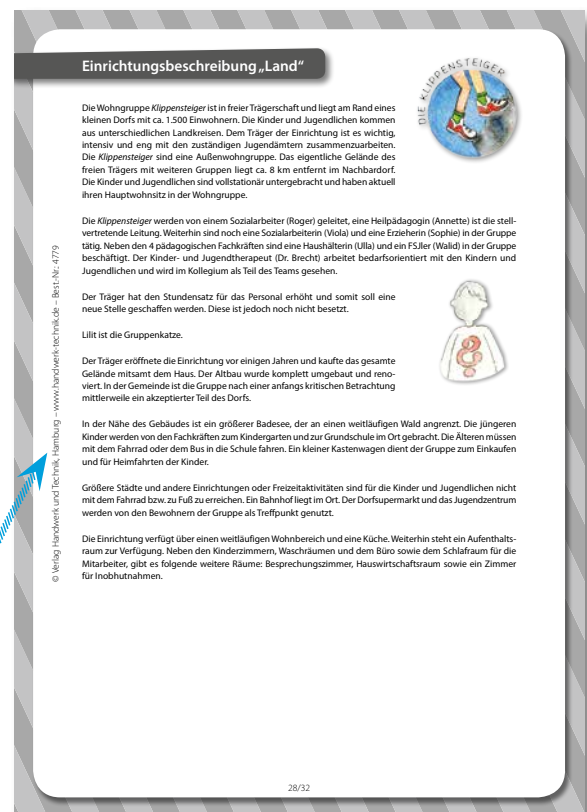 Einrichtungsbeschreibung „Land“
DIE KLIPPENSTEIGER
Die Wohngruppe Klippensteiger ist in freier Trägerschaft und liegt am Rand eines
kleinen Dorfs mit ca. 1.500 Einwohnern. Die Kinder und Jugendlichen kommen
aus unterschiedlichen Landkreisen. Dem Träger der Einrichtung ist es wichtig,
intensiv und eng mit den zuständigen Jugendämtern zusammenzuarbeiten.
Die Klippensteiger sind eine Außenwohngruppe. Das eigentliche Gelände des
freien Trägers mit weiteren Gruppen liegt ca. 8 km entfernt im Nachbardorf.
Die Kinder und Jugendlichen sind vollstationär untergebracht und haben aktuell
ihren Hauptwohnsitz in der Wohngruppe.
Die Klippensteiger werden von einem Sozialarbeiter (Roger) geleitet, eine Heilpädagogin (Annette) ist die stell-
vertretende Leitung. Weiterhin sind noch eine Sozialarbeiterin (Viola) und eine Erzieherin (Sophie) in der Gruppe
tätig. Neben den 4 pädagogischen Fachkräften sind eine Haushälterin (Ulla) und ein FSJler (Walid) in der Gruppe
beschäftigt. Der Kinder- und Jugendtherapeut (Dr. Brecht) arbeitet bedarfsorientiert mit den Kindern und
Jugendlichen und wird im Kollegium als Teil des Teams gesehen.
Der Träger hat den Stundensatz für das Personal erhöht und somit soll eine
neue Stelle geschaffen werden. Diese ist jedoch noch nicht besetzt.
Lilit ist die Gruppenkatze.
Der Träger eröffnete die Einrichtung vor einigen Jahren und kaufte das gesamte
Gelände mitsamt dem Haus. Der Altbau wurde komplett umgebaut und reno-
viert. In der Gemeinde ist die Gruppe nach einer anfangs kritischen Betrachtung
mittlerweile ein akzeptierter Teil des Dorfs.
?
In der Nähe des Gebäudes ist ein größerer Badesee, der an einen weitläufigen Wald angrenzt. Die jüngeren
Kinder werden von den Fachkräften zum Kindergarten und zur Grundschule im Ort gebracht. Die Älteren müssen
mit dem Fahrrad oder dem Bus in die Schule fahren. Ein kleiner Kastenwagen dient der Gruppe zum Einkaufen
und für Heimfahrten der Kinder.
Größere Städte und andere Einrichtungen oder Freizeitaktivitäten sind für die Kinder und Jugendlichen nicht
mit dem Fahrrad bzw. zu Fuß zu erreichen. Ein Bahnhof liegt im Ort. Der Dorfsupermarkt und das Jugendzentrum
werden von den Bewohnern der Gruppe als Treffpunkt genutzt.
Die Einrichtung verfügt über einen weitläufigen Wohnbereich und eine Küche. Weiterhin steht ein Aufenthalts-
raum zur Verfügung. Neben den Kinderzimmern, Waschräumen und dem Büro sowie dem Schlafraum für die
Mitarbeiter, gibt es folgende weitere Räume: Besprechungszimmer, Hauswirtschaftsraum sowie ein Zimmer
für Inobhutnahmen.
© Verlag Handwerk und Technik, Hamburg – www.handwerk-technik.de – Best.-Nr.: 4779
28/32